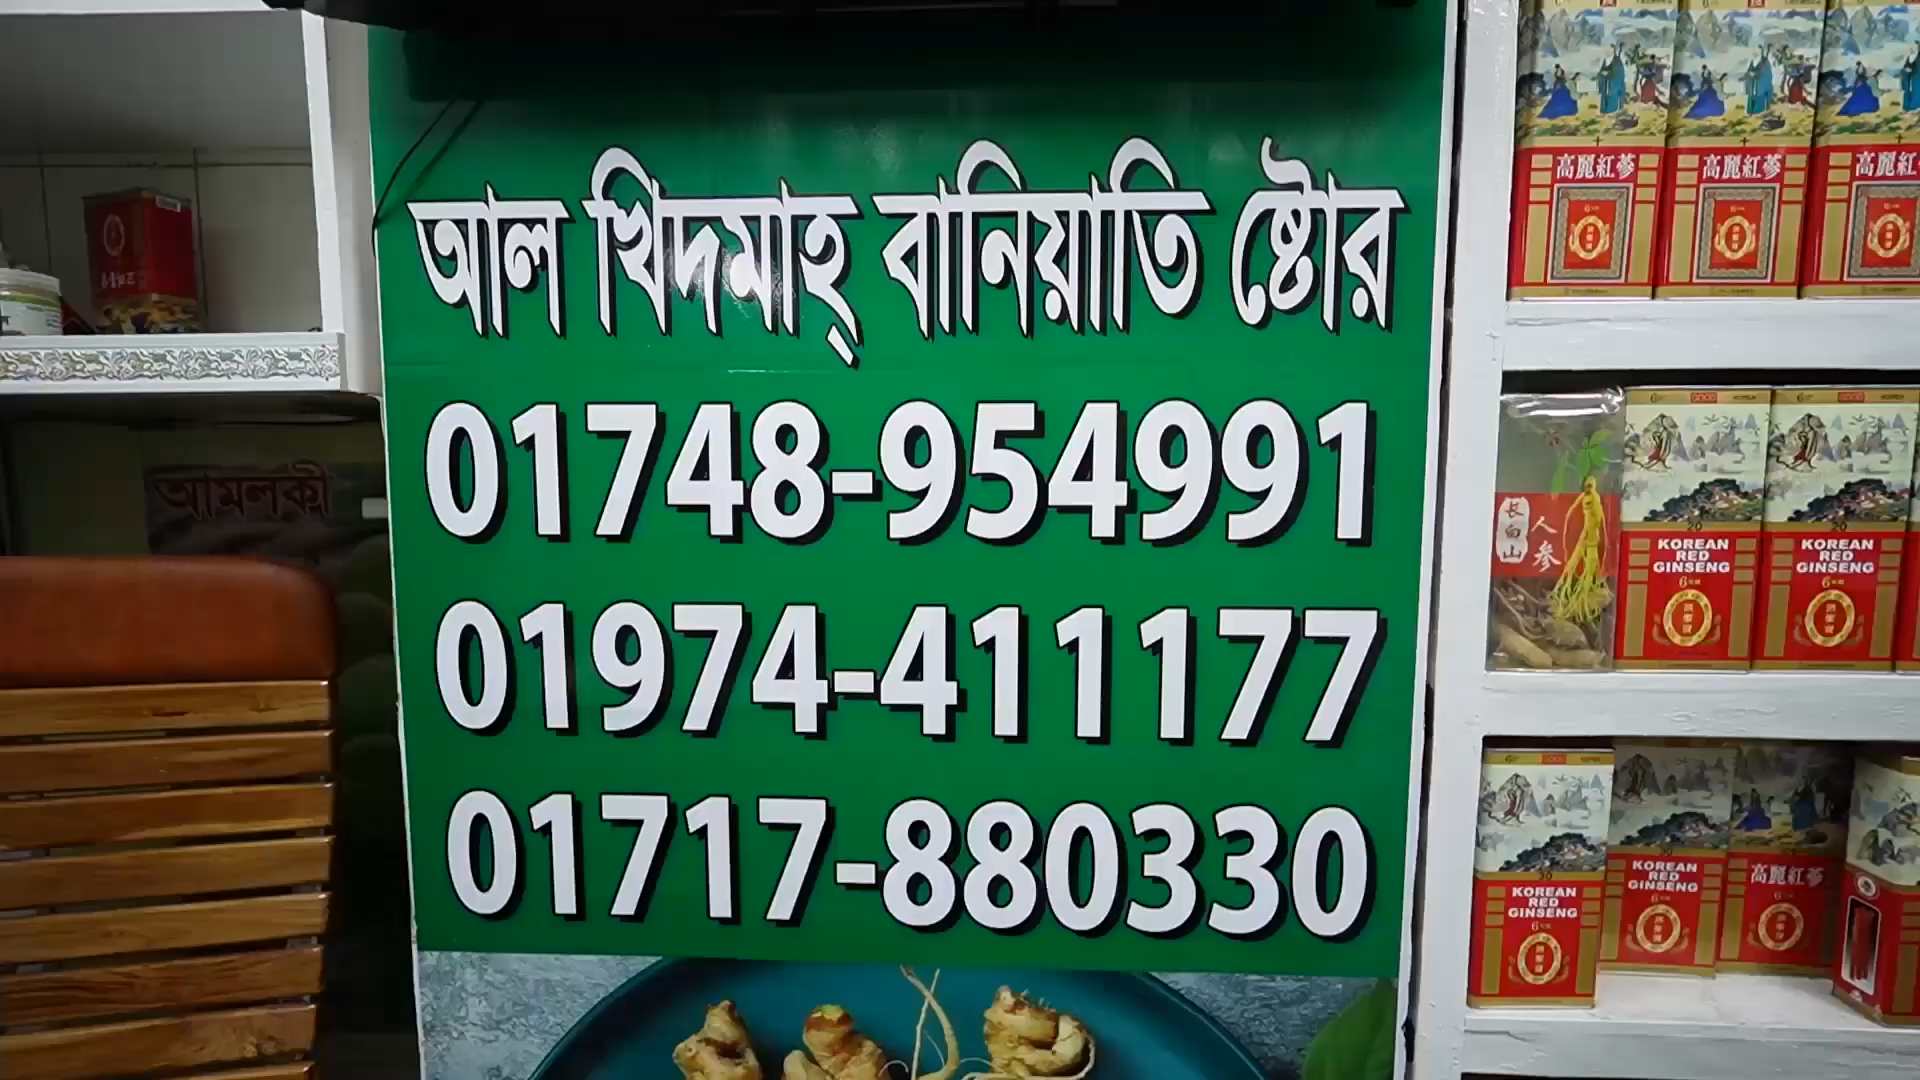 আল খিদমাহ্ বানিয়াতি ষ্টোর
01748-954991
01974-411177
01717-880330
আমলকী
高麗紅蔘
高麗紅蔘
高麗紅
長白山
人参
KOREAN
RED
GINSENG
KOREAN
RED
GINSENG
KOREAN
RED
GINSENG
KOREAN
RED
GINSENG
高麗紅蔘